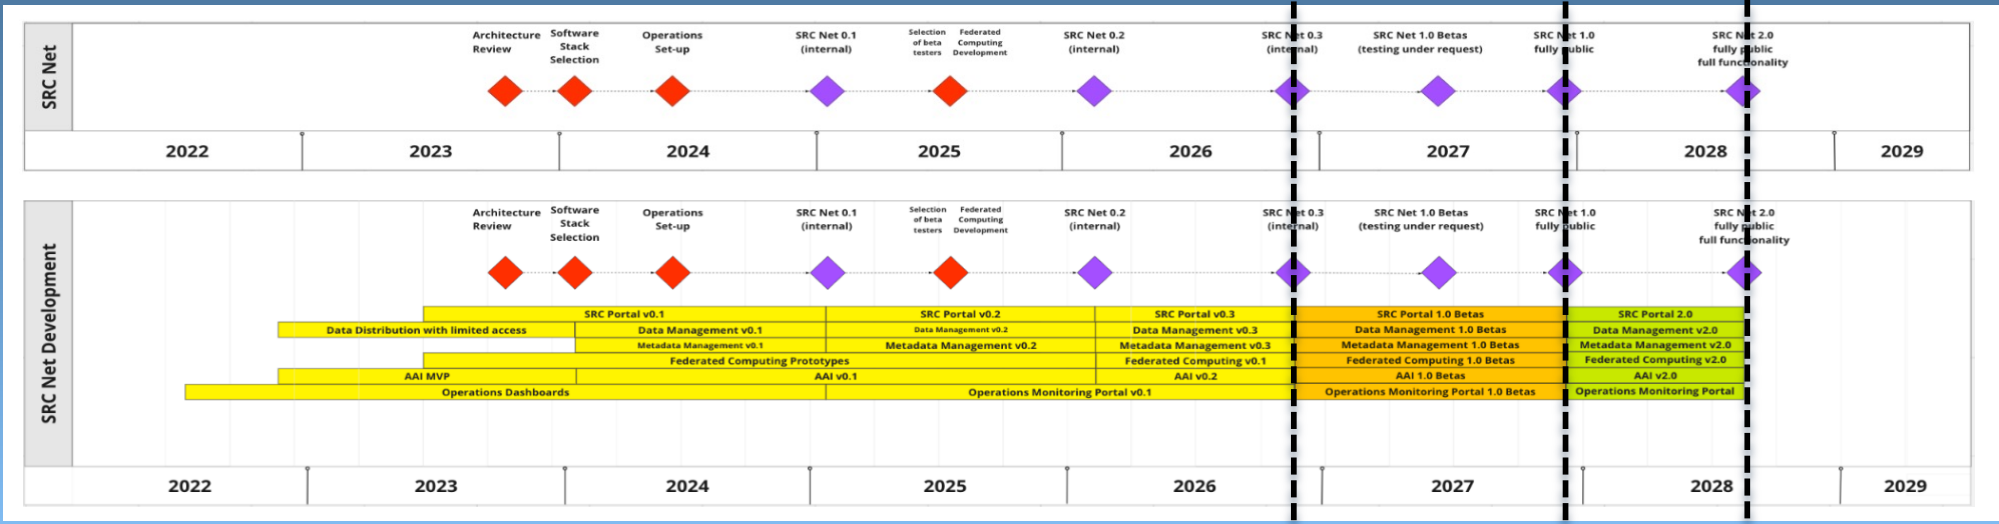 SRC Net
Architecture
Review
Software
Stack
Selection
Operations
Set-up
SRC Net 0.1
(internal)
Selection
of beta
testers
Federated
Computing
Development
SRC Net 0.2
(internal)
SRC Net 0.3
(internal)
SRC Net 1.0 Betas
(testing under request)
SRC Net 1.0
fully public
SRC Net 2.0
fully public
full functionality
2022 2023 2024 2025 2026 2027 2028 2029
SRC Net Development
Architecture
Review
Software
Stack
Selection
Operations
Set-up
SRC Net 0.1
(internal)
Selection
of beta
testers
Federated
Computing
Development
SRC Net 0.2
(internal)
SRC Net 0.3
(internal)
SRC Net 1.0 Betas
(testing under request)
SRC Net 1.0
fully public
SRC Net 2.0
fully public
full functionality
SRC Portal v0.1 SRC Portal v0.2 SRC Portal v0.3 SRC Portal 1.0 Betas SRC Portal 2.0
Data Distribution with limited access Data Management v0.1 Data Management v0.2 Data Management v0.3 Data Management 1.0 Betas Data Management v2.0
Metadata Management v0.1 Metadata Management v0.2 Metadata Management v0.3 Metadata Management 1.0 Betas Metadata Management v2.0
Federated Computing Prototypes Federated Computing v0.1 Federated Computing 1.0 Betas Federated Computing v2.0
AAI MVP AAI v0.1 AAI v0.2 AAI 1.0 Betas AAI v2.0
Operations Dashboards Operations Monitoring Portal v0.1 Operations Monitoring Portal 1.0 Betas Operations Monitoring Portal
2022 2023 2024 2025 2026 2027 2028 2029